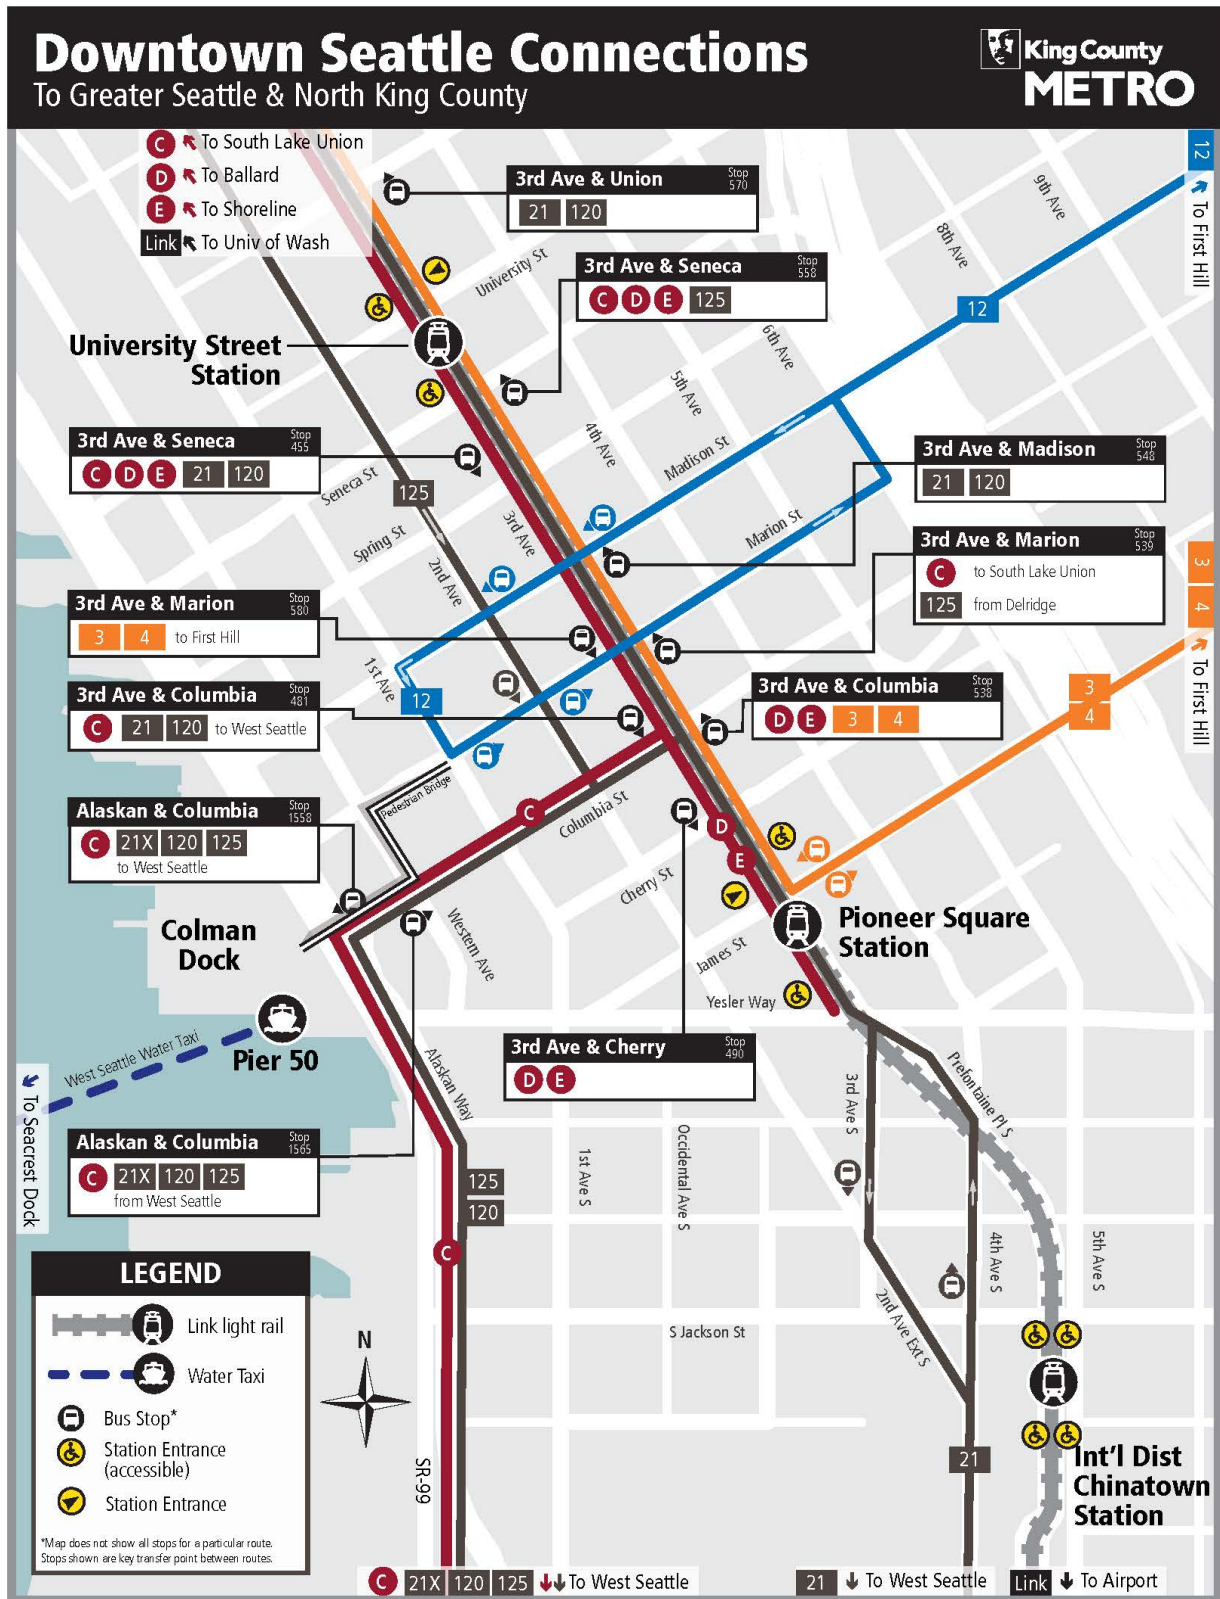 Downtown Seattle Connections
To Greater Seattle & North King County
King County
METRO
C To South Lake Union
D To Ballard
E To Shoreline
Link To Univ of Wash
12
To First Hill
3rd Ave & Union Stop 570
21 120
3rd Ave & Seneca Stop 558
C D E 125
9th Ave
8th Ave
University St
12
6th Ave
5th Ave
4th Ave
University Street
Station
Madison St
3rd Ave & Seneca Stop 455
C D E 21 120
Seneca St
125
Spring St
3rd Ave
2nd Ave
Marion St
3rd Ave & Madison Stop 548
21 120
3rd Ave & Marion Stop 539
C to South Lake Union
125 from Delridge
3
4
To First Hill
3rd Ave & Marion Stop 580
3 4 to First Hill
1st Ave
12
3rd Ave & Columbia Stop 481
C 21 120 to West Seattle
3rd Ave & Columbia Stop 538
D E 3 4
3
4
Pedestrian Bridge
Alaskan & Columbia Stop 1558
C 21X 120 125
to West Seattle
C
Columbia St
D
E
Cherry St
Colman
Dock
Western Ave
James St
Pioneer Square
Station
Yesler Way
West Seattle Water Taxi
Pier 50
To Seacrest Dock
3rd Ave & Cherry Stop 490
D E
Alaskan Way
3rd Ave S
Prefontaine Pl S
Alaskan & Columbia Stop 1565
C 21X 120 125
from West Seattle
125
120
C
1st Ave S
Occidental Ave S
4th Ave S
5th Ave S
2nd Ave Ext S
S Jackson St
LEGEND
Link light rail
Water Taxi
Bus Stop*
Station Entrance
(accessible)
Station Entrance
*Map does not show all stops for a particular route.
Stops shown are key transfer point between routes.
N
SR-99
21
Int'l Dist
Chinatown
Station
C 21X 120 125 To West Seattle
21 To West Seattle
Link To Airport